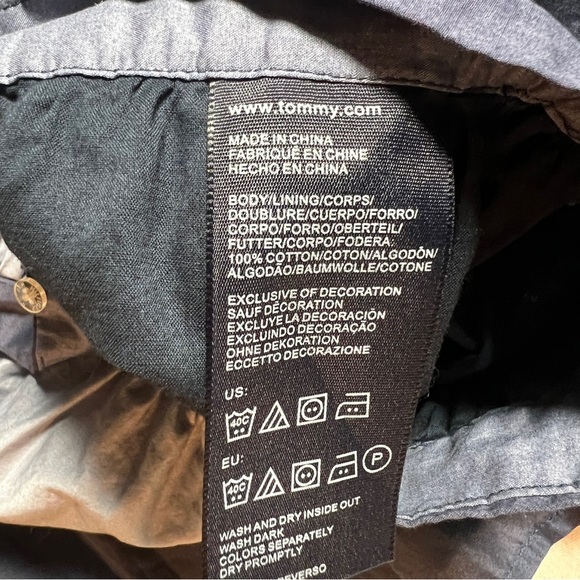 www.tommy.com
MADE IN CHINA
FABRIQUÉ EN CHINE
HECHO EN CHINA
BODY/LINING/CORPS/
DOUBLURE/CUERPO/FORRO/
CORPO/FORRO/OBERTEIL/
FUTTER/CORPO/FODERA:
100% COTTON/COTON/ALGODÓN/
ALGODÃO/BAUMWOLLE/COTONE
EXCLUSIVE OF DECORATION
SAUF DÉCORATION
EXCLUYE LA DECORACIÓN
EXCLUINDO DECORAÇÃO
OHNE DEKORATION
ECCETTO DECORAZIONE
US:
40C
EU:
40C P
WASH AND DRY INSIDE OUT
WASH DARK
COLORS SEPARATELY
DRY PROMPTLY
REVERSO